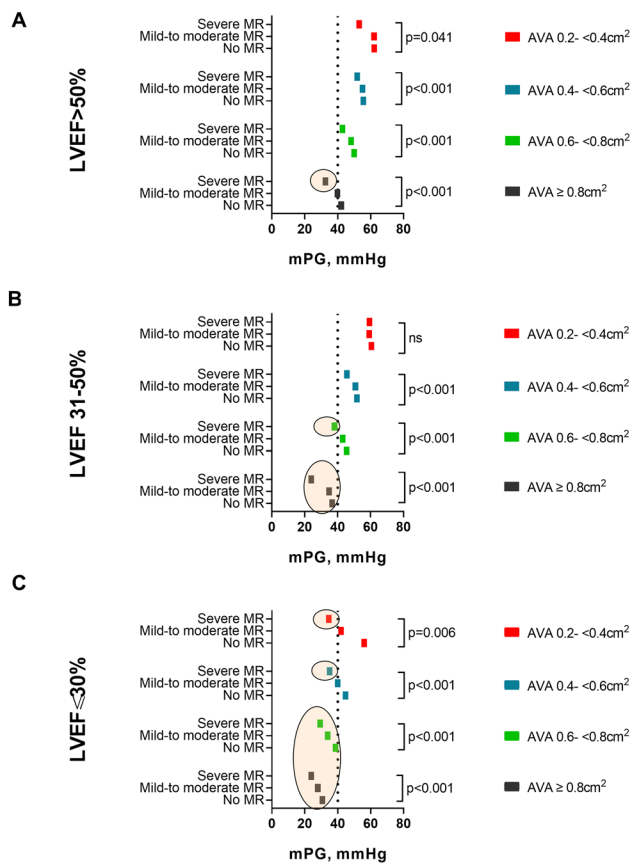 A
LVEF>50%
Severe MR
Mild-to moderate MR
No MR
p=0.041
AVA 0.2- <0.4cm²
Severe MR
Mild-to moderate MR
No MR
p<0.001
AVA 0.4- <0.6cm²
Severe MR
Mild-to moderate MR
No MR
p<0.001
AVA 0.6- <0.8cm²
Severe MR
Mild-to moderate MR
No MR
p<0.001
AVA ≥ 0.8cm²
0 20 40 60 80
mPG, mmHg
B
LVEF 31-50%
Severe MR
Mild-to moderate MR
No MR
ns
AVA 0.2- <0.4cm²
Severe MR
Mild-to moderate MR
No MR
p<0.001
AVA 0.4- <0.6cm²
Severe MR
Mild-to moderate MR
No MR
p<0.001
AVA 0.6- <0.8cm²
Severe MR
Mild-to moderate MR
No MR
p<0.001
AVA ≥ 0.8cm²
0 20 40 60 80
mPG, mmHg
C
LVEF⩽30%
Severe MR
Mild-to moderate MR
No MR
p=0.006
AVA 0.2- <0.4cm²
Severe MR
Mild-to moderate MR
No MR
p<0.001
AVA 0.4- <0.6cm²
Severe MR
Mild-to moderate MR
No MR
p<0.001
AVA 0.6- <0.8cm²
Severe MR
Mild-to moderate MR
No MR
p<0.001
AVA ≥ 0.8cm²
0 20 40 60 80
mPG, mmHg